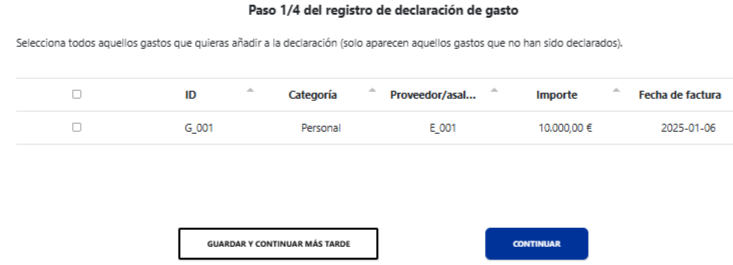 Paso 1/4 del registro de declaración de gasto
Selecciona todos aquellos gastos que quieras añadir a la declaración (solo aparecen aquellos gastos que no han sido declarados).
ID Categoría Proveedor/asal... Importe Fecha de factura
G_001 Personal E_001 10.000,00 € 2025-01-06
GUARDAR Y CONTINUAR MÁS TARDE CONTINUAR